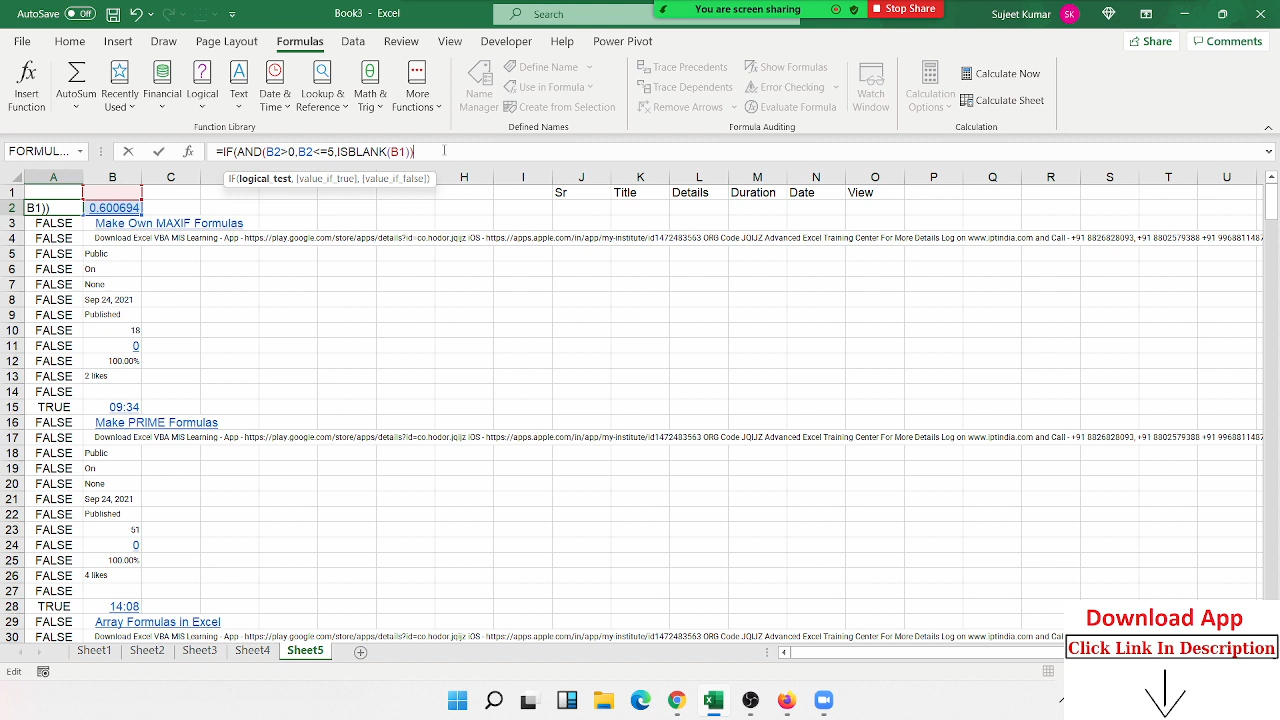 AutoSave Off Book3 - Excel Search You are screen sharing Stop Share Sujeet Kumar SK
File Home Insert Draw Page Layout Formulas Data Review View Developer Help Power Pivot Share Comments
Insert Function AutoSum Recently Used Financial Logical Text Date & Time Lookup & Reference Math & Trig More Functions Name Manager Define Name Use in Formula Create from Selection Trace Precedents Trace Dependents Remove Arrows Show Formulas Error Checking Evaluate Formula Watch Window Calculation Options Calculate Now Calculate Sheet
Function Library Defined Names Formula Auditing Calculation
FORMUL... =IF(AND(B2>0,B2<=5,ISBLANK(B1))
IF(logical_test, [value_if_true], [value_if_false])
A B C H I J K L M N O P Q R S T U
1 Sr Title Details Duration Date View
2 B1)) 0.600694
3 FALSE Make Own MAXIF Formulas
4 FALSE Download Excel VBA MIS Learning - App - https://play.google.com/store/apps/details?id=co.hodor.jqijz iOS - https://apps.apple.com/in/app/my-institute/id1472483563 ORG Code JQIJZ Advanced Excel Training Center For More Details Log on www.iptindia.com and Call - +91 8826828093, +91 8802579388 +91 9968811487
5 FALSE Public
6 FALSE On
7 FALSE None
8 FALSE Sep 24, 2021
9 FALSE Published
10 FALSE 18
11 FALSE 0
12 FALSE 100.00%
13 FALSE 2 likes
14 FALSE
15 TRUE 09:34
16 FALSE Make PRIME Formulas
17 FALSE Download Excel VBA MIS Learning - App - https://play.google.com/store/apps/details?id=co.hodor.jqijz iOS - https://apps.apple.com/in/app/my-institute/id1472483563 ORG Code JQIJZ Advanced Excel Training Center For More Details Log on www.iptindia.com and Call - +91 8826828093, +91 8802579388 +91 9968811487
18 FALSE Public
19 FALSE On
20 FALSE None
21 FALSE Sep 24, 2021
22 FALSE Published
23 FALSE 51
24 FALSE 0
25 FALSE 100.00%
26 FALSE 4 likes
27 FALSE
28 TRUE 14:08
29 FALSE Array Formulas in Excel
30 FALSE Download Excel VBA MIS Learning - App - https://play.google.com/store/apps/details?id=co.hodor.jqijz iOS - https://apps.apple.com/in/app/my-institute/id1472483563 ORG Code JQIJZ Advanced Excel Training Center For More Details Log on www.iptindia.com and Call -
Sheet1 Sheet2 Sheet3 Sheet4 Sheet5
Edit
Download App
Click Link In Description